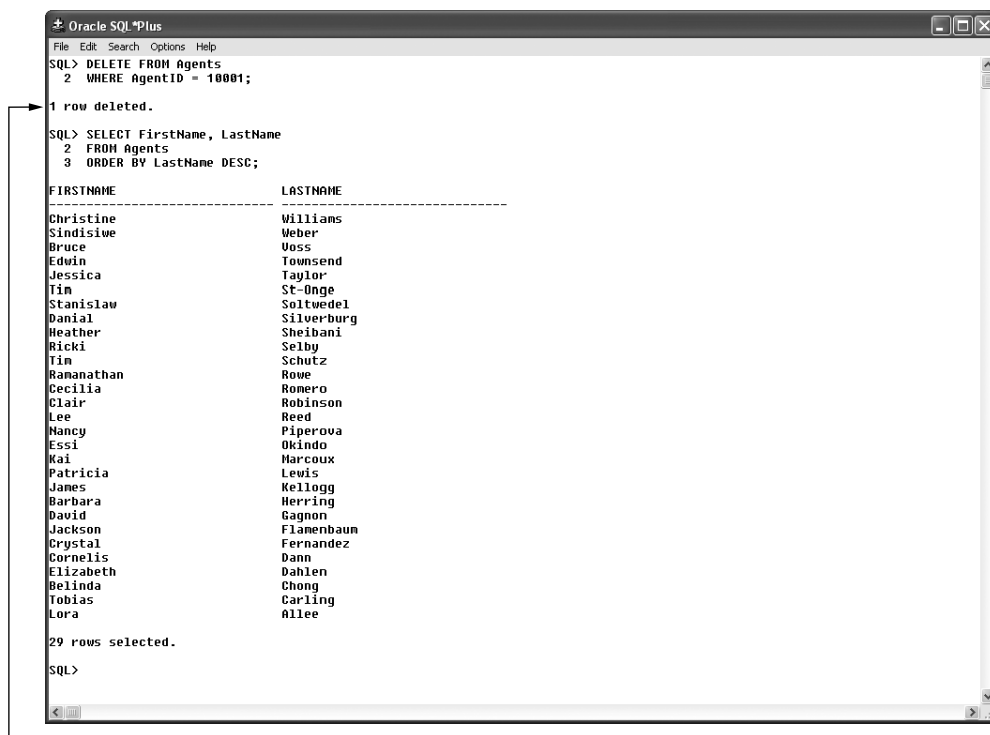 Oracle SQL*Plus
File Edit Search Options Help
SQL> DELETE FROM Agents
2 WHERE AgentID = 10001;
1 row deleted.
SQL> SELECT FirstName, LastName
2 FROM Agents
3 ORDER BY LastName DESC;
FIRSTNAME LASTNAME
------------------------------ ------------------------------
Christine Williams
Sindisiwe Weber
Bruce Voss
Edwin Townsend
Jessica Taylor
Tim St-Onge
Stanislaw Soltwedel
Danial Silverburg
Heather Sheibani
Ricki Selby
Tim Schutz
Ramanathan Rowe
Cecilia Romero
Clair Robinson
Lee Reed
Nancy Piperova
Essi Okindo
Kai Marcoux
Patricia Lewis
James Kellogg
Barbara Herring
David Gagnon
Jackson Flamenbaum
Crystal Fernandez
Cornelis Dann
Elizabeth Dahlen
Belinda Chong
Tobias Carling
Lora Allee
29 rows selected.
SQL>